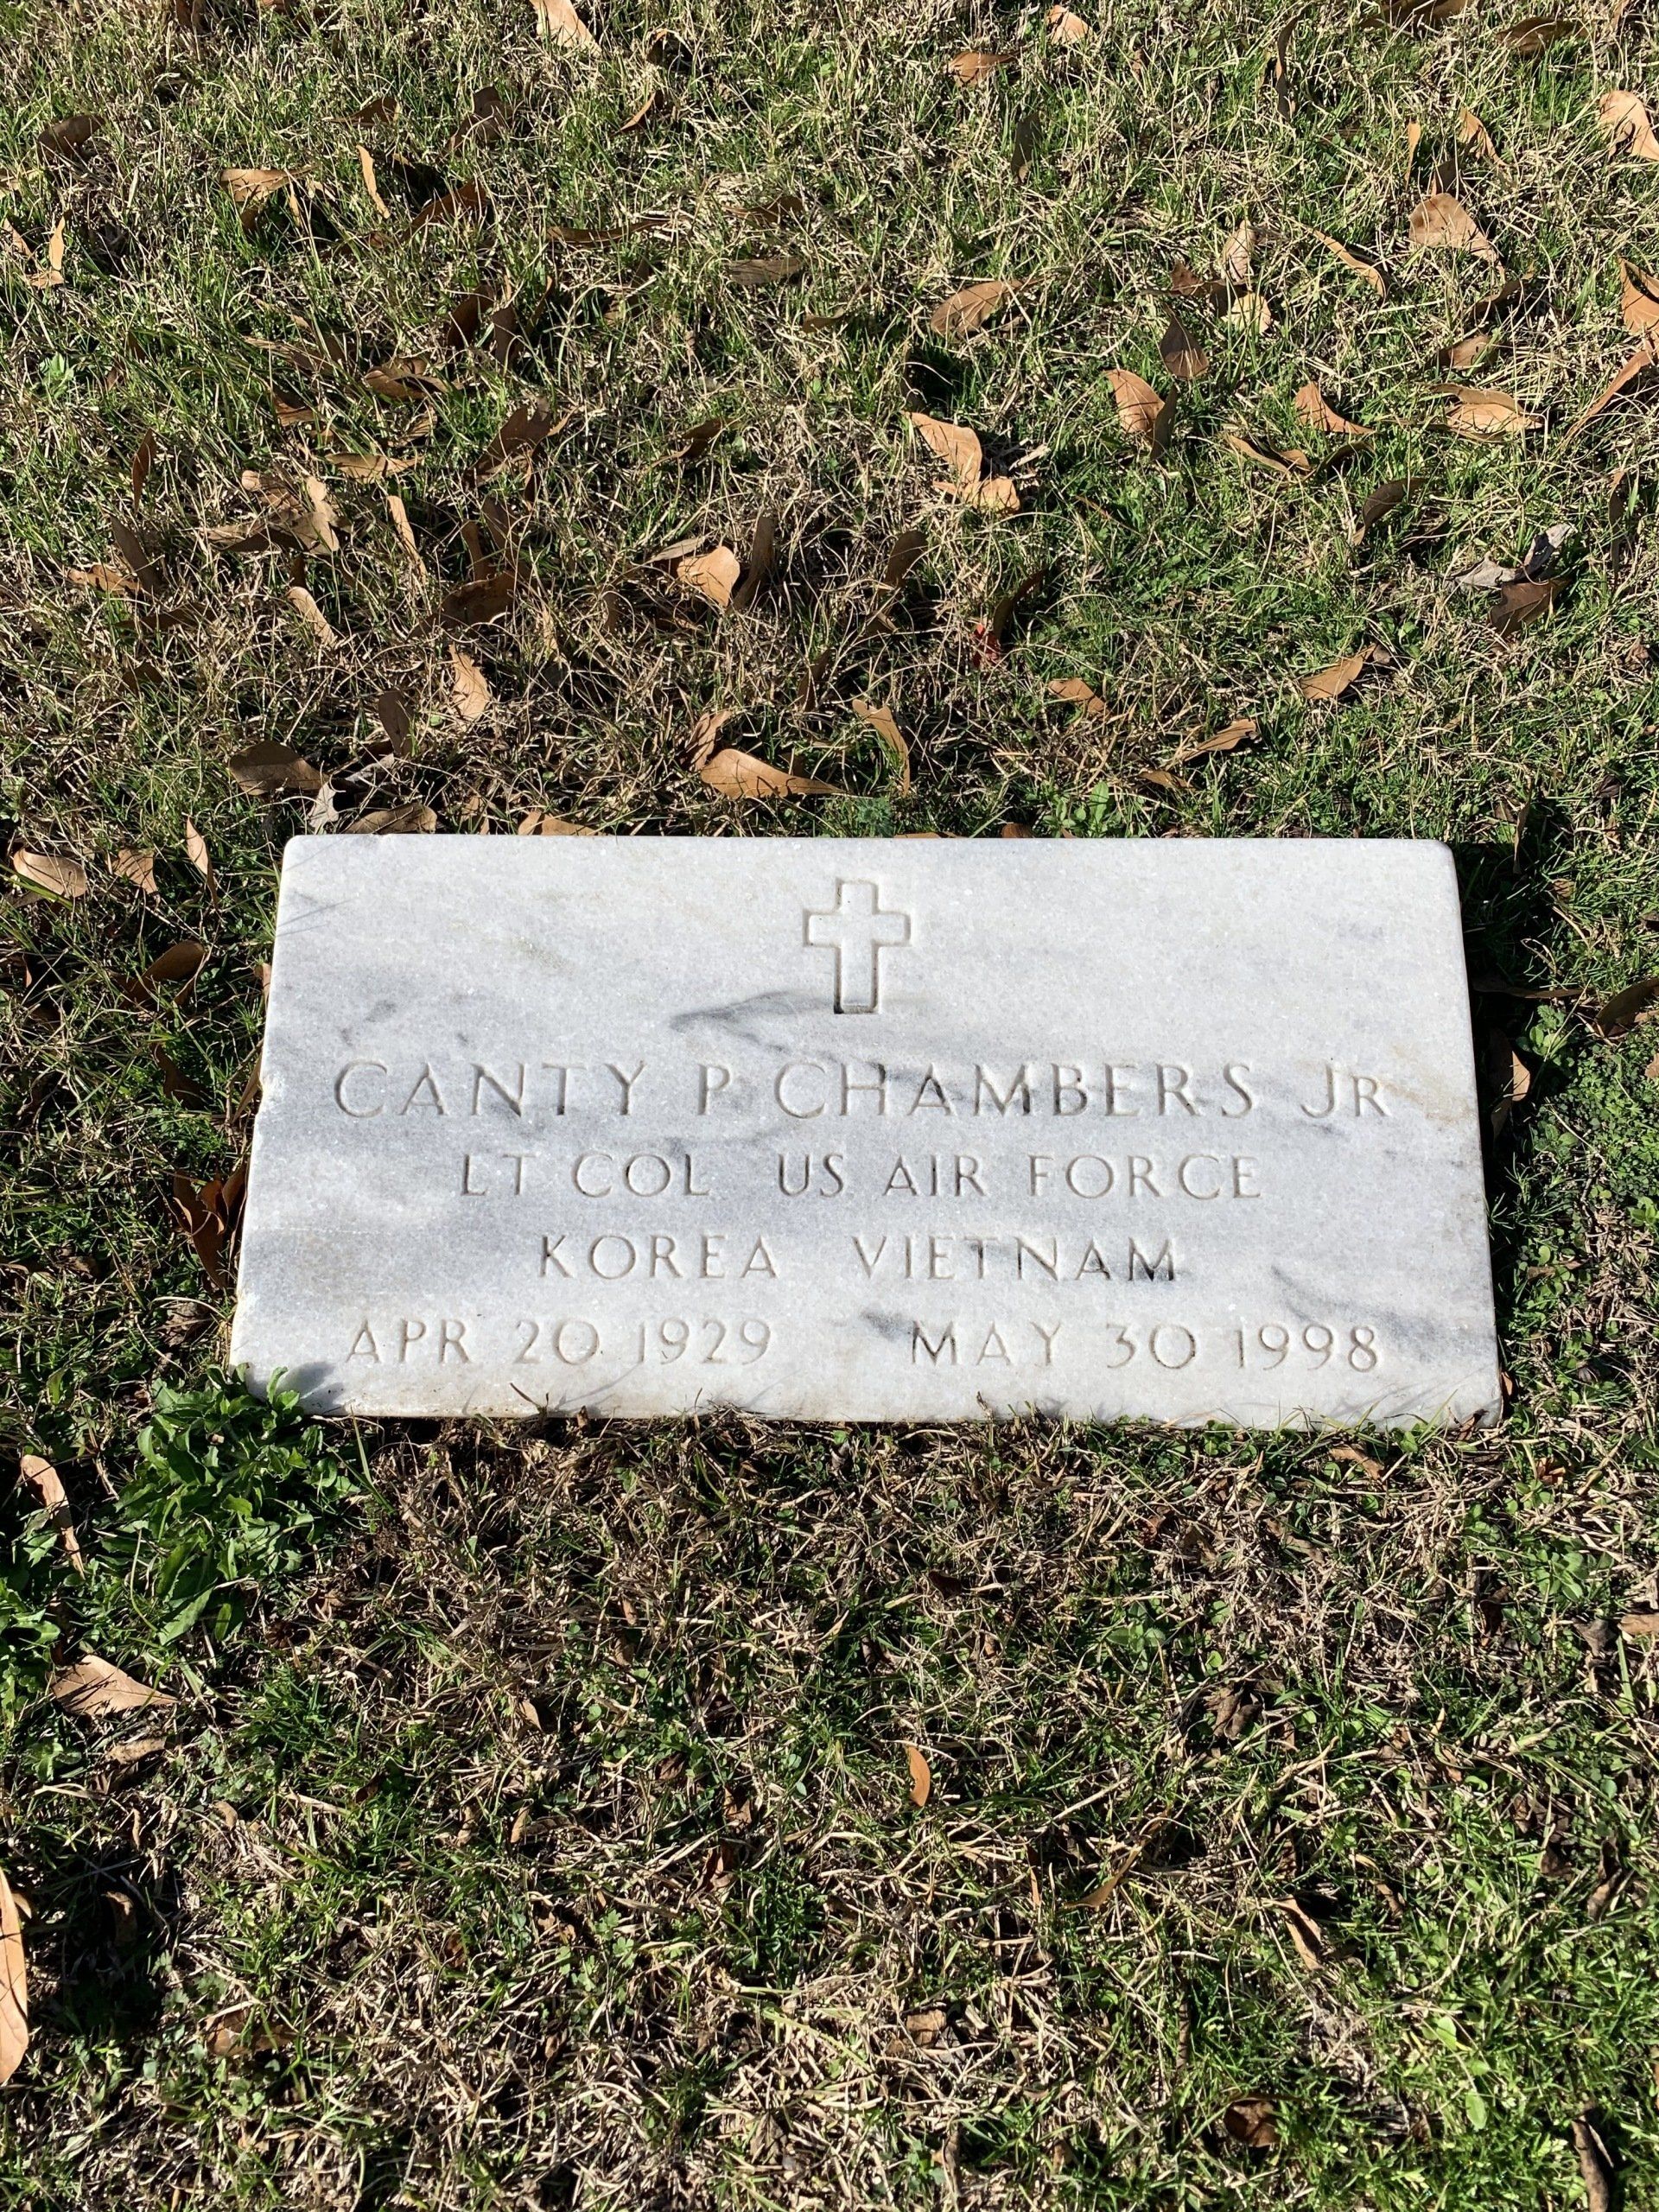 CANTY P CHAMBERS JR
LT COL US AIR FORCE
KOREA VIETNAM
APR 20 1929 MAY 30 1998